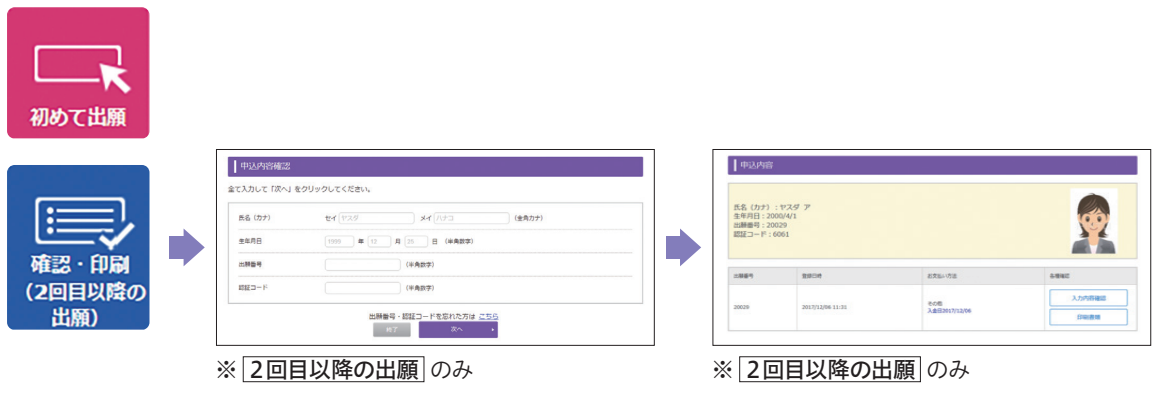 初めて出願
確認・印刷
（2回目以降の
出願）
申込内容確認
全て入力して「次へ」をクリックしてください。
氏名（カナ） セイ ヤスダ メイ ハナコ （全角カナ）
生年月日 1999 年 12 月 25 日 （半角数字）
出願番号 （半角数字）
認証コード （半角数字）
出願番号・認証コードを忘れた方は こちら
終了 次へ
※ 2回目以降の出願 のみ
申込内容
氏名（カナ）：ヤスダ ア
生年月日：2000/4/1
出願番号：20029
認証コード：6061
出願番号 登録日時 お支払い方法 各種確認
20029 2017/12/06 11:31 その他 入力内容確認
入金日2017/12/06 印刷書類
※ 2回目以降の出願 のみ